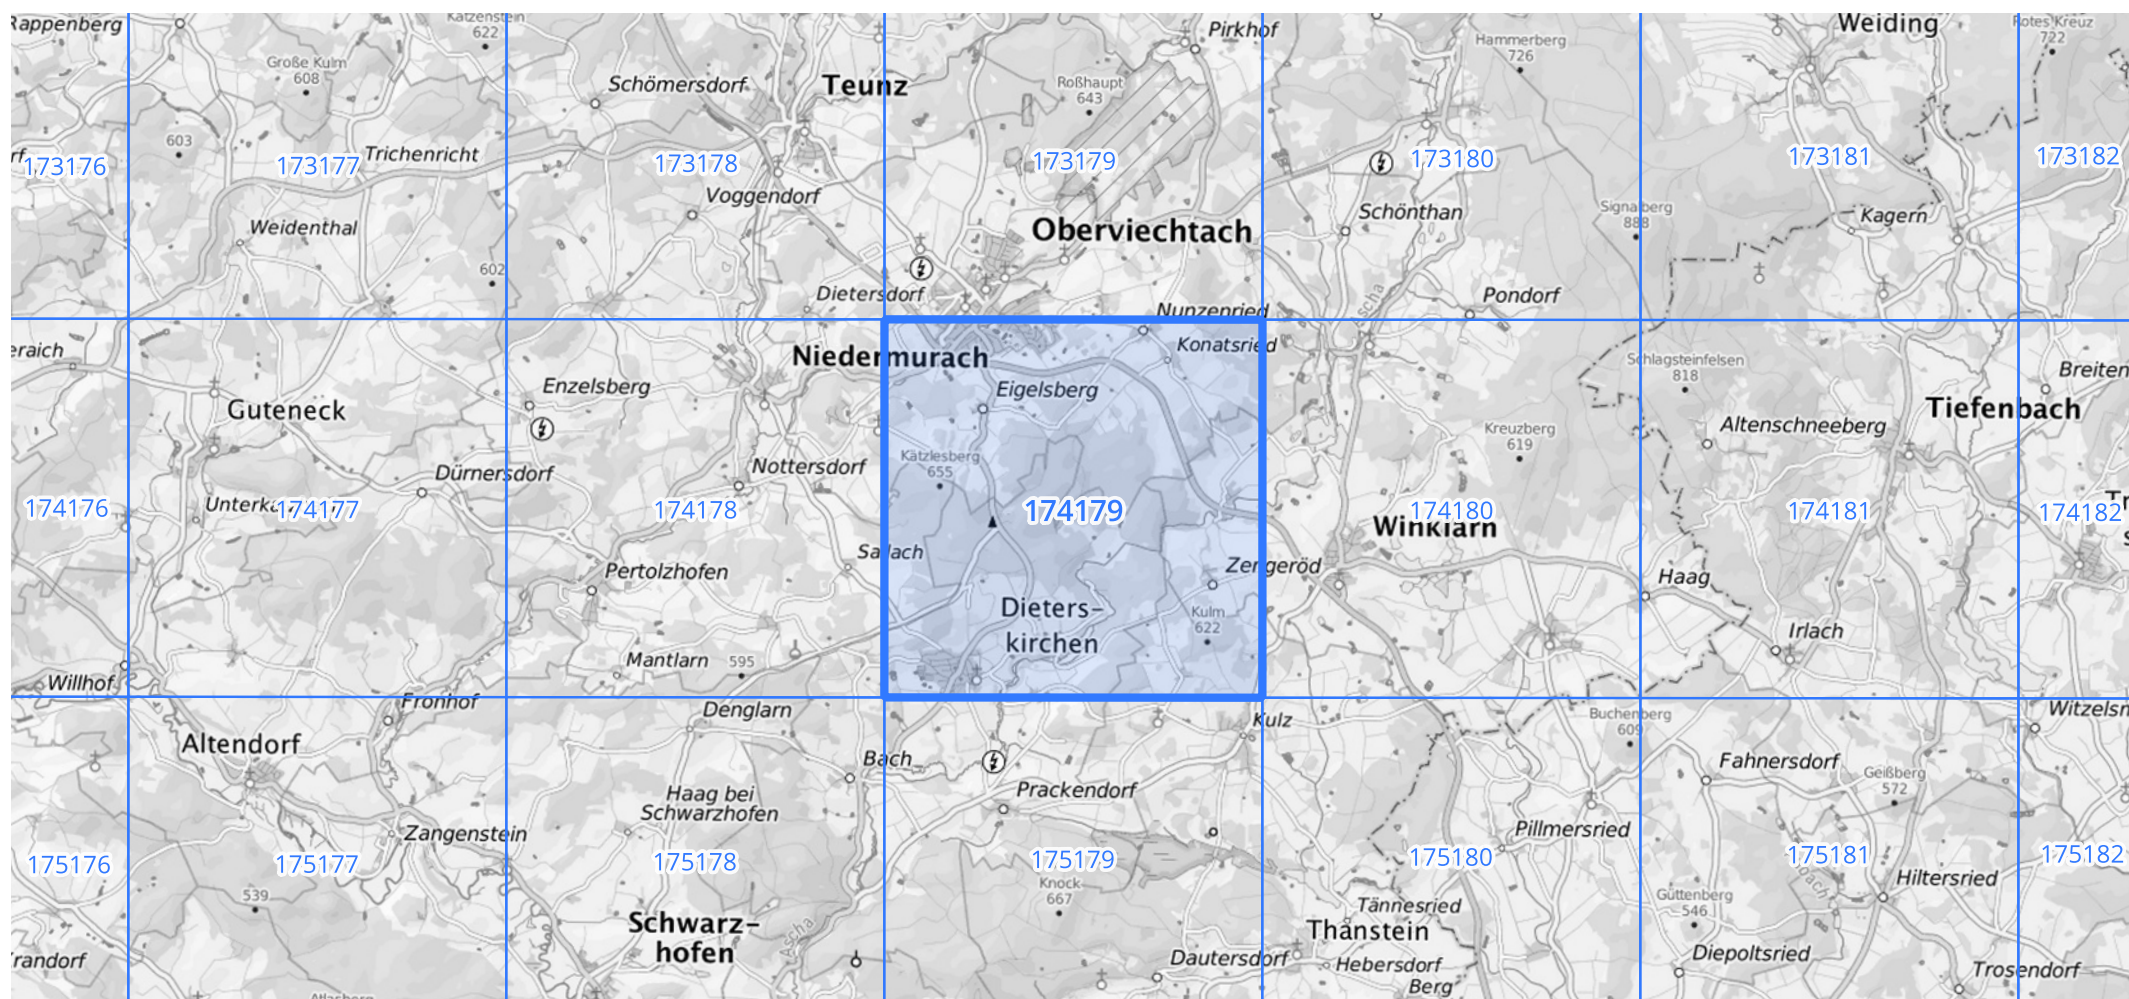 Rappenberg
Katzenstein
622
Pirkhof
Hammerberg
726
Weiding
Rotes Kreuz
722
Große Kulm
608
Schömersdorf
Teunz
Roßhaupt
643
603
173176
173177
Trichenricht
173178
173179
173180
173181
173182
Voggendorf
Weidenthal
Oberviechtach
Schönthan
Signalberg
888
Kagern
602
Dietersdorf
Nunzenried
Pondorf
eraich
Niedermurach
Konatsried
Schlagsteinfelsen
818
Breiten
Enzelsberg
Eigelsberg
Guteneck
Tiefenbach
Altenschneeberg
Kreuzberg
619
Kätzlesberg
655
Dürnersdorf
Nottersdorf
174176
174177
174178
174179
174180
174181
174182
Winklarn
Sallach
Pertolzhofen
Zengeröd
Haag
Dieters-
kirchen
Kulm
622
Irlach
Mantlarn
595
Willhof
Fronhof
Denglarn
Kulz
Buchenberg
609
Altendorf
Bach
Prackendorf
Fahnersdorf
Geißberg
572
Haag bei
Schwarzhofen
Zangenstein
Pillmersried
175176
175177
175178
175179
175180
175181
175182
Knock
667
539
Hiltersried
Güttenberg
546
Tännesried
Thanstein
Schwarz-
hofen
Ascha
Dautersdorf
Hebersdorf
Berg
Diepoltsried
Trosendorf